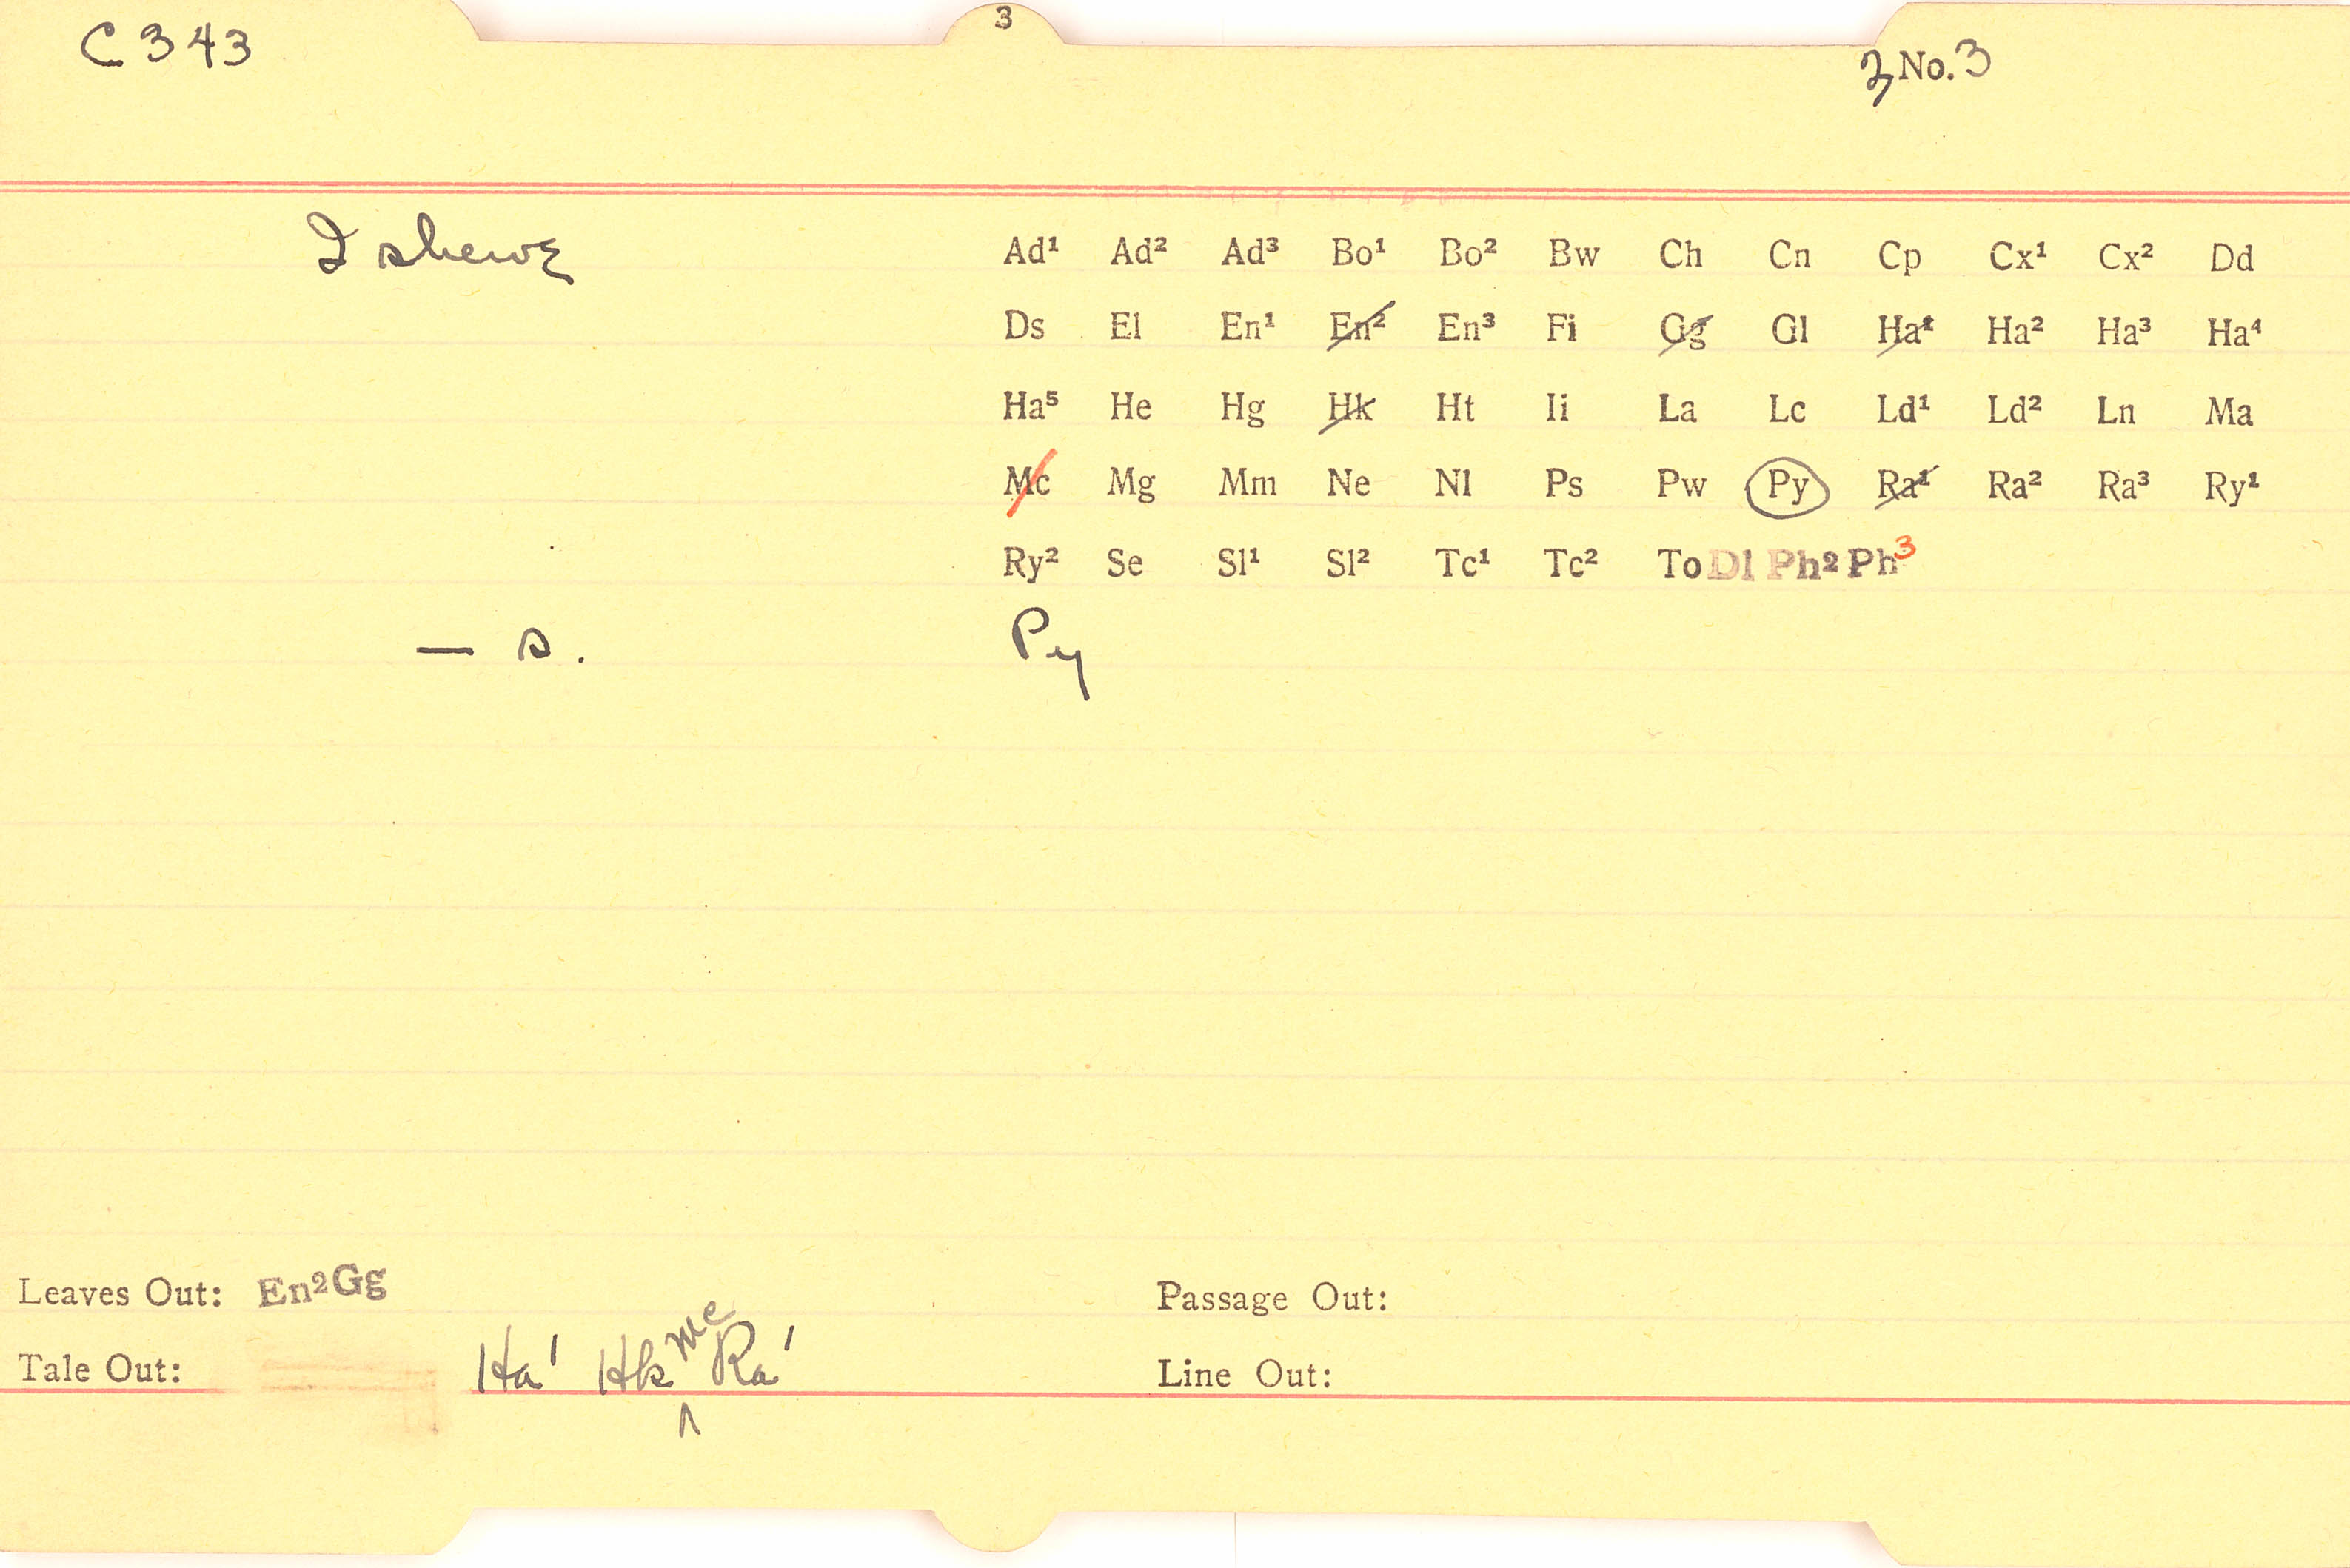 3
C 343
3 No. 3
I shewe
Ad¹ Ad² Ad³ Bo¹ Bo² Bw Ch Cn Cp Cx¹ Cx² Dd
Ds El En¹ En² En³ Fi Gg Gl Ha¹ Ha² Ha³ Ha⁴
Ha⁵ He Hg Hk Ht Ii La Lc Ld¹ Ld² Ln Ma
Mc Mg Mm Ne Nl Ps Pw Py Ra¹ Ra² Ra³ Ry¹
Ry² Se Sl¹ Sl² Tc¹ Tc² To Dl Ph² Ph³
— s. Py
Leaves Out: En²Gg
Passage Out:
Tale Out: Ha¹ Hk ^ Mc Ra¹
Line Out: